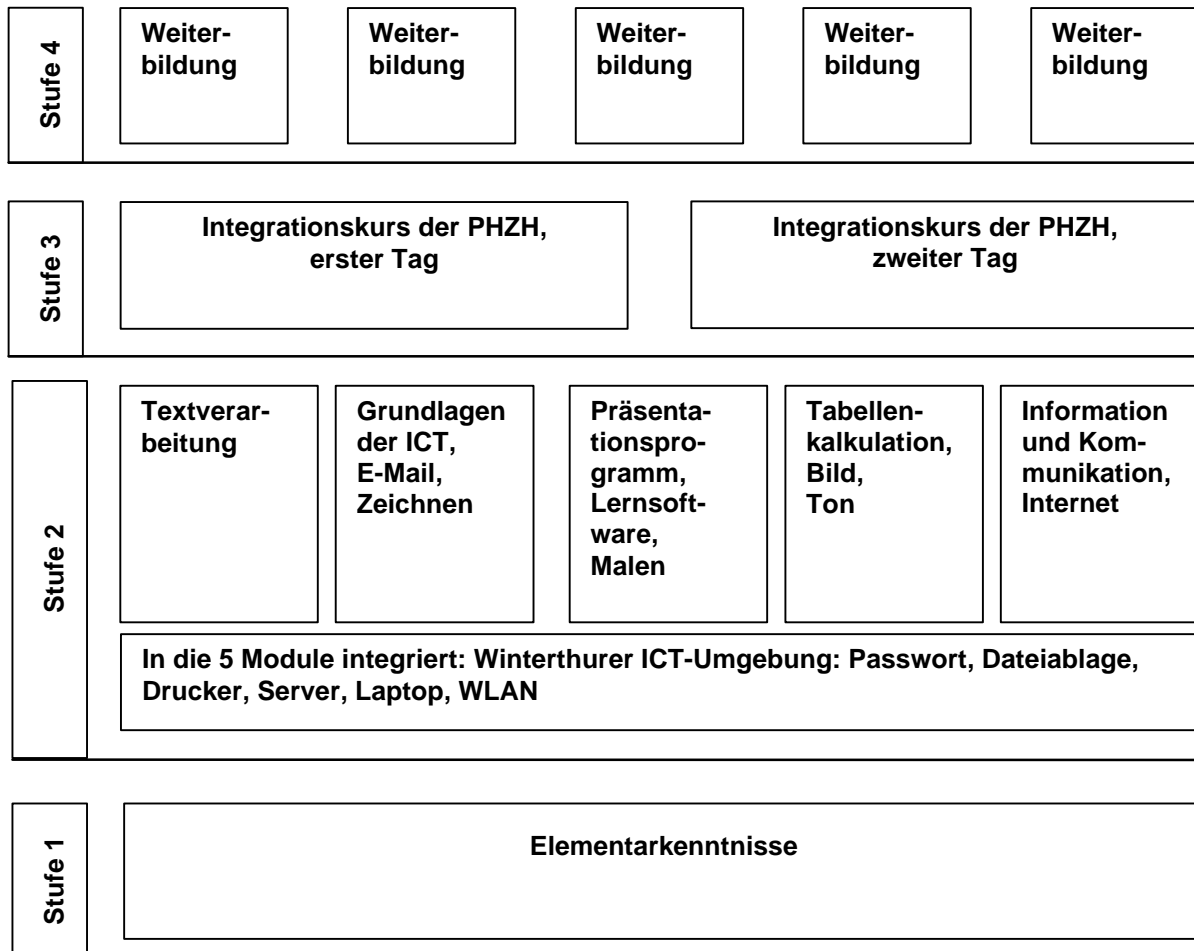 Stufe 4
Weiter-
bildung
Weiter-
bildung
Weiter-
bildung
Weiter-
bildung
Weiter-
bildung
Stufe 3
Integrationskurs der PHZH,
erster Tag
Integrationskurs der PHZH,
zweiter Tag
Stufe 2
Textverar-
beitung
Grundlagen
der ICT,
E-Mail,
Zeichnen
Präsenta-
tionspro-
gramm,
Lernsoft-
ware,
Malen
Tabellen-
kalkulation,
Bild,
Ton
Information
und Kom-
munikation,
Internet
In die 5 Module integriert: Winterthurer ICT-Umgebung: Passwort, Dateiablage,
Drucker, Server, Laptop, WLAN
Stufe 1
Elementarkenntnisse